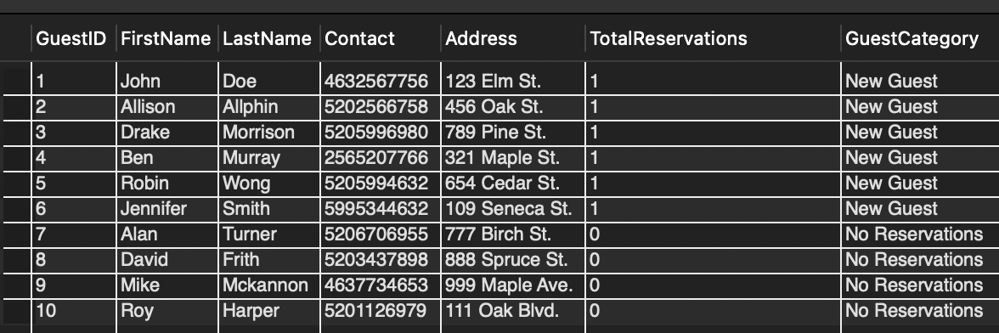 GuestID FirstName LastName Contact Address TotalReservations GuestCategory
1 John Doe 4632567756 123 Elm St. 1 New Guest
2 Allison Allphin 5202566758 456 Oak St. 1 New Guest
3 Drake Morrison 5205996980 789 Pine St. 1 New Guest
4 Ben Murray 2565207766 321 Maple St. 1 New Guest
5 Robin Wong 5205994632 654 Cedar St. 1 New Guest
6 Jennifer Smith 5995344632 109 Seneca St. 1 New Guest
7 Alan Turner 5206706955 777 Birch St. 0 No Reservations
8 David Frith 5203437898 888 Spruce St. 0 No Reservations
9 Mike Mckannon 4637734653 999 Maple Ave. 0 No Reservations
10 Roy Harper 5201126979 111 Oak Blvd. 0 No Reservations